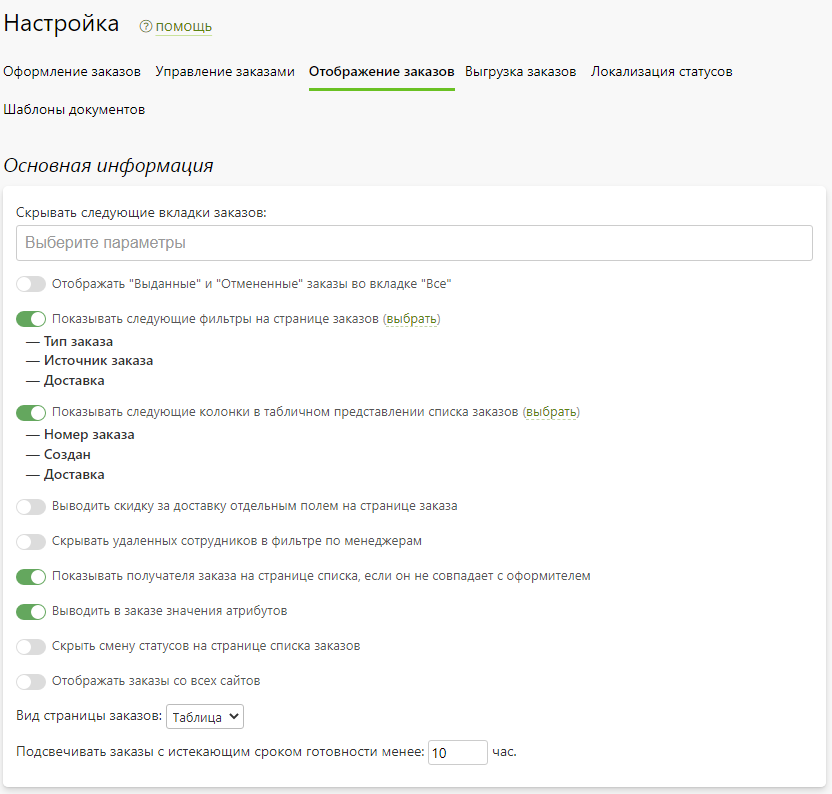 Настройка ? помощь
Оформление заказов Управление заказами Отображение заказов Выгрузка заказов Локализация статусов
Шаблоны документов
Основная информация
Скрывать следующие вкладки заказов:
Выберите параметры
Отображать "Выданные" и "Отмененные" заказы во вкладке "Все"
Показывать следующие фильтры на странице заказов (выбрать)
— Тип заказа
— Источник заказа
— Доставка
Показывать следующие колонки в табличном представлении списка заказов (выбрать)
— Номер заказа
— Создан
— Доставка
Выводить скидку за доставку отдельным полем на странице заказа
Скрывать удаленных сотрудников в фильтре по менеджерам
Показывать получателя заказа на странице списка, если он не совпадает с оформителем
Выводить в заказе значения атрибутов
Скрыть смену статусов на странице списка заказов
Отображать заказы со всех сайтов
Вид страницы заказов: Таблица
Подсвечивать заказы с истекающим сроком готовности менее: 10 час.